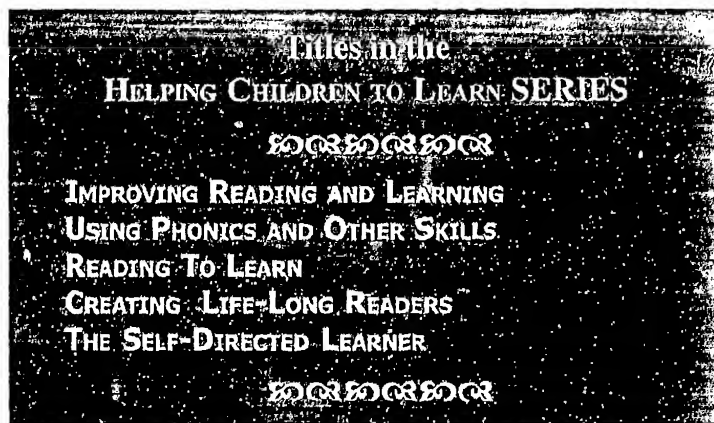 Titles in the
HELPING CHILDREN TO LEARN SERIES
IMPROVING READING AND LEARNING
USING PHONICS AND OTHER SKILLS
READING TO LEARN
CREATING LIFE-LONG READERS
THE SELF-DIRECTED LEARNER